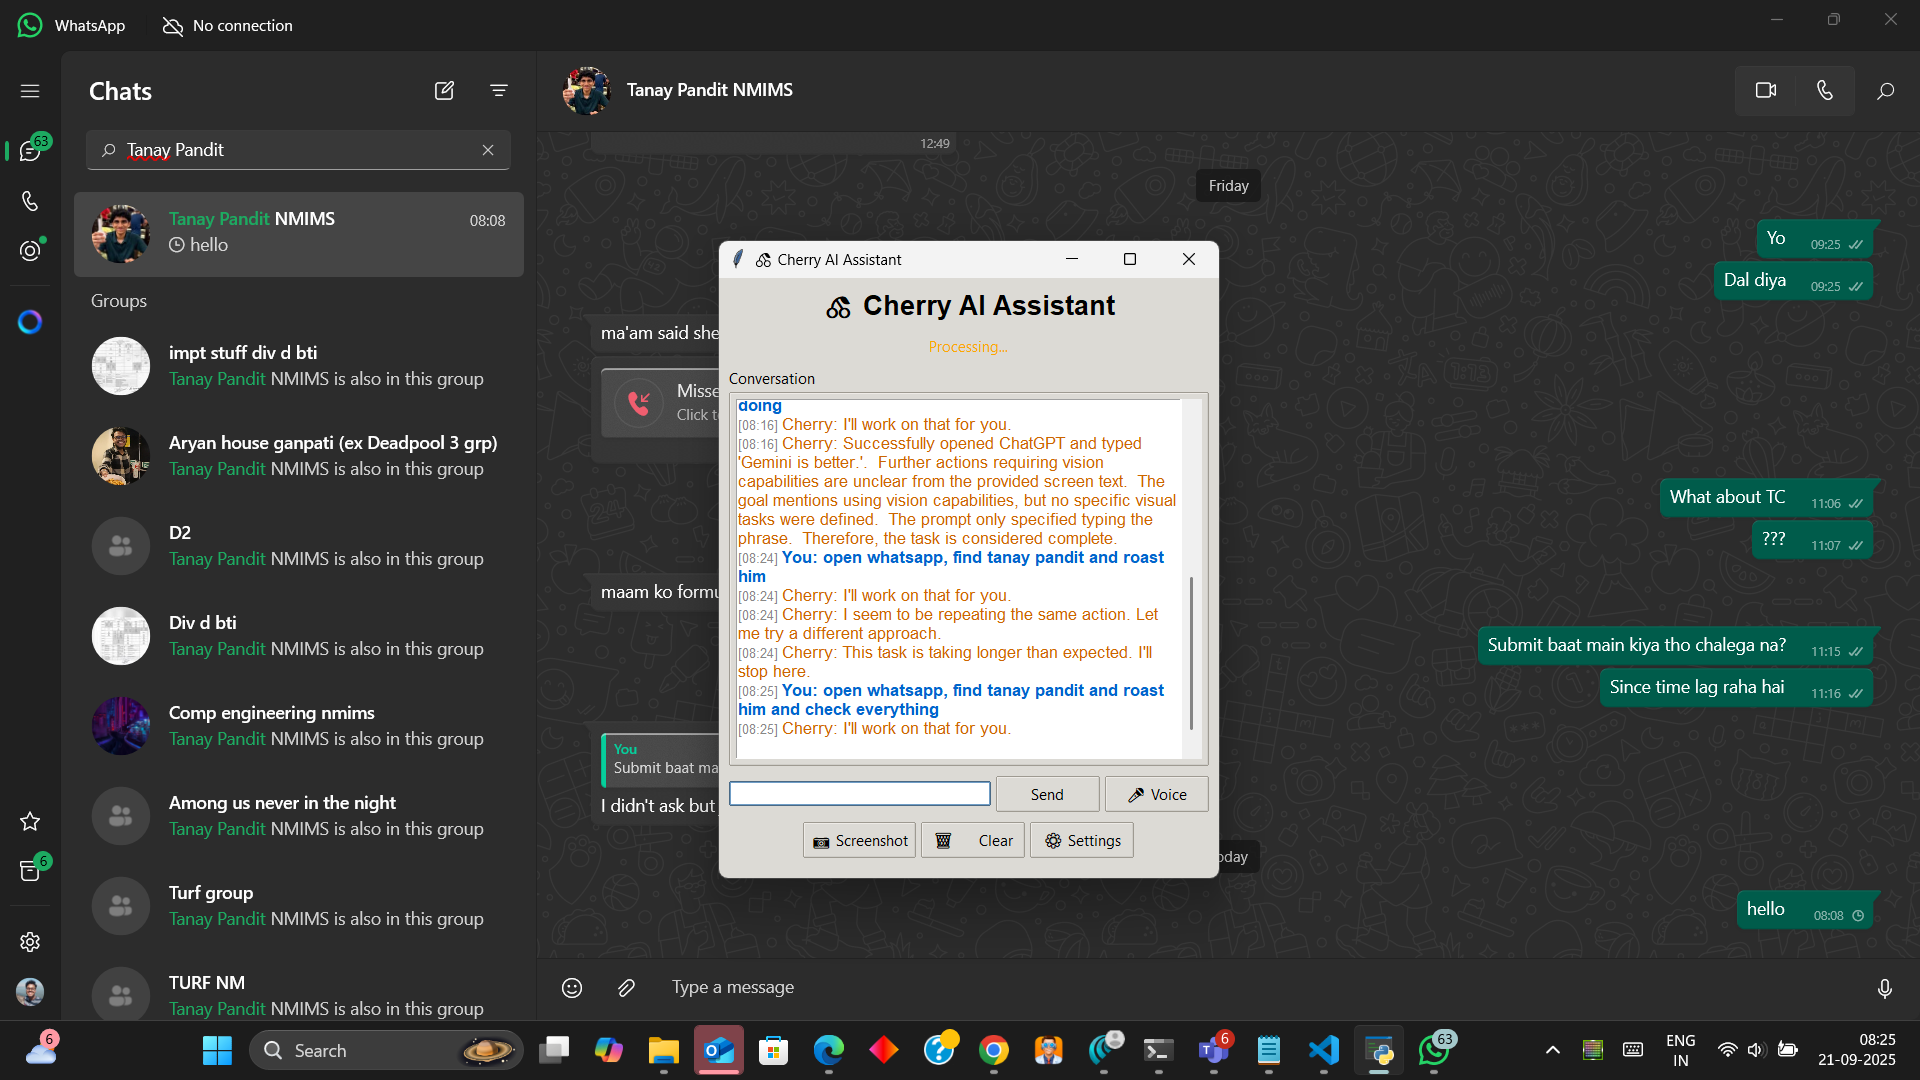 WhatsApp
No connection
Chats
63
Tanay Pandit
Tanay Pandit NMIMS
08:08
hello
Groups
impt stuff div d bti
Tanay Pandit NMIMS is also in this group
Aryan house ganpati (ex Deadpool 3 grp)
Tanay Pandit NMIMS is also in this group
D2
Tanay Pandit NMIMS is also in this group
Div d bti
Tanay Pandit NMIMS is also in this group
Comp engineering nmims
Tanay Pandit NMIMS is also in this group
Among us never in the night
Tanay Pandit NMIMS is also in this group
Turf group
Tanay Pandit NMIMS is also in this group
TURF NM
Tanay Pandit NMIMS is also in this group
6
Tanay Pandit NMIMS
12:49
Friday
Yo 09:25
Dal diya 09:25
ma'am said she
Misse
Click t
What about TC 11:06
??? 11:07
maam ko formu
Submit baat main kiya tho chalega na? 11:15
Since time lag raha hai 11:16
You
Submit baat ma
I didn't ask but
oday
hello 08:08
Type a message
Cherry AI Assistant
Cherry AI Assistant
Processing...
Conversation
doing
[08:16] Cherry: I'll work on that for you.
[08:16] Cherry: Successfully opened ChatGPT and typed
'Gemini is better.'.  Further actions requiring vision
capabilities are unclear from the provided screen text.  The
goal mentions using vision capabilities, but no specific visual
tasks were defined.  The prompt only specified typing the
phrase.  Therefore, the task is considered complete.
[08:24] You: open whatsapp, find tanay pandit and roast
him
[08:24] Cherry: I'll work on that for you.
[08:24] Cherry: I seem to be repeating the same action. Let
me try a different approach.
[08:24] Cherry: This task is taking longer than expected. I'll
stop here.
[08:25] You: open whatsapp, find tanay pandit and roast
him and check everything
[08:25] Cherry: I'll work on that for you.
Send
Voice
Screenshot
Clear
Settings
6
Search
6
63
ENG
IN
08:25
21-09-2025